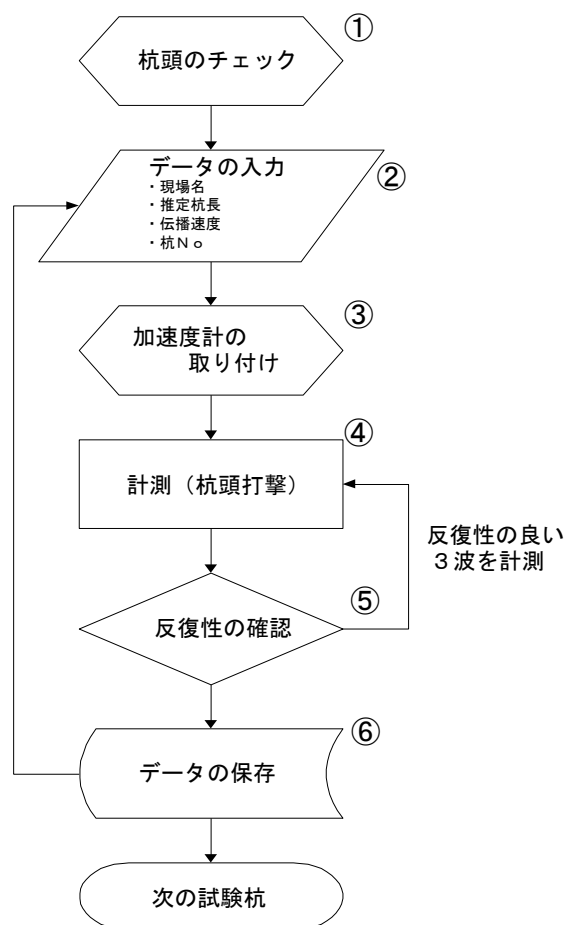 ①
杭頭のチェック
②
データの入力
・現場名
・推定杭長
・伝播速度
・杭No
③
加速度計の
取り付け
④
計測（杭頭打撃）
反復性の良い
３波を計測
⑤
反復性の確認
⑥
データの保存
次の試験杭